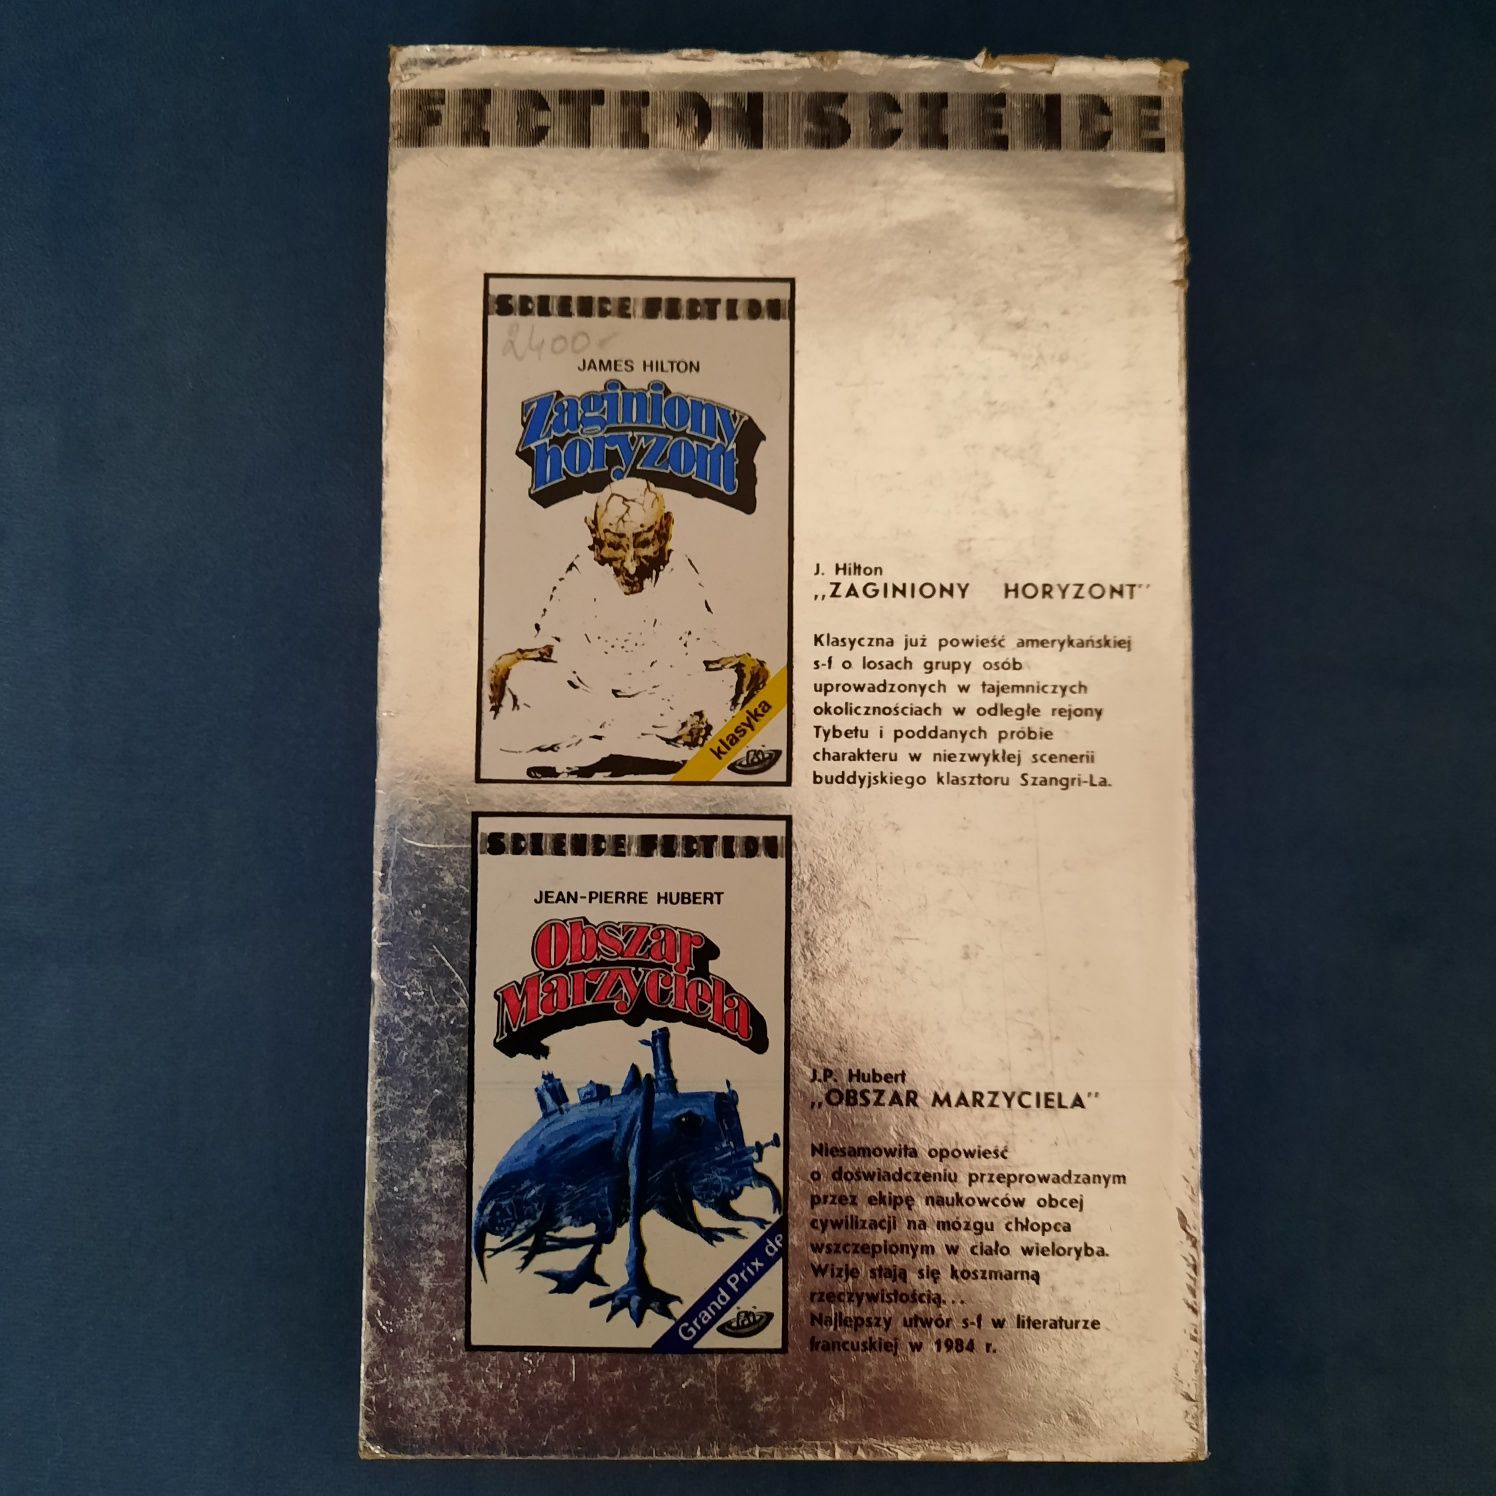 FICTION SCIENCE
SCIENCE FICTION
2400-
JAMES HILTON
Zaginiony
horyzont
klasyka
J. Hilton
„ZAGINIONY HORYZONT"
Klasyczna już powieść amerykańskiej
s-f o losach grupy osób
uprowadzonych w tajemniczych
okolicznościach w odległe rejony
Tybetu i poddanych próbie
charakteru w niezwykłej scenerii
buddyjskiego klasztoru Szangri-La.
SCIENCE FICTION
JEAN-PIERRE HUBERT
Obszar
Marzyciela
Grand Prix de
J.P. Hubert
„OBSZAR MARZYCIELA"
Niesamowita opowieść
o doświadczeniu przeprowadzanym
przez ekipę naukowców obcej
cywilizacji na mózgu chłopca
wszczepionym w ciało wieloryba.
Wizje stają się koszmarną
rzeczywistością...
Najlepszy utwór s-f w literaturze
francuskiej w 1984 r.